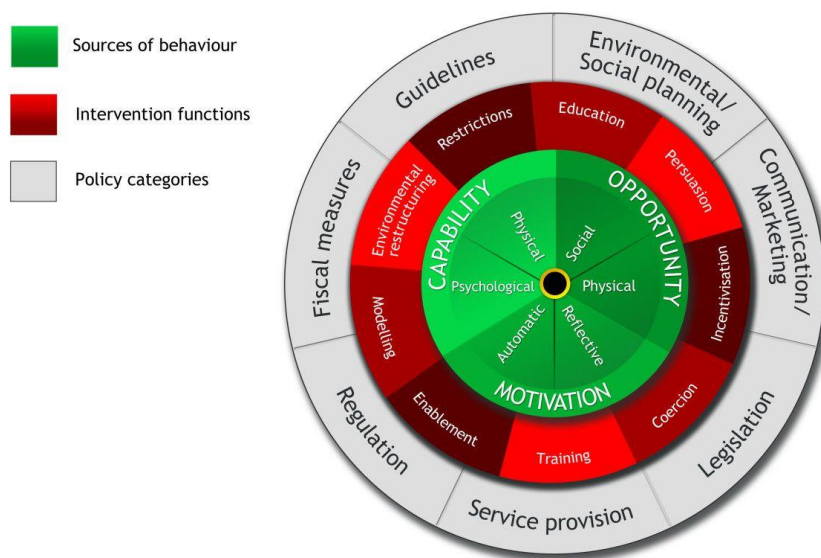 Sources of behaviour
Intervention functions
Policy categories
Guidelines
Environmental/
Social planning
Communication/
Marketing
Legislation
Service provision
Regulation
Fiscal measures
Restrictions
Education
Persuasion
Incentivisation
Coercion
Training
Enablement
Modelling
Environmental
restructuring
CAPABILITY
OPPORTUNITY
MOTIVATION
Physical
Social
Psychological
Physical
Automatic
Reflective